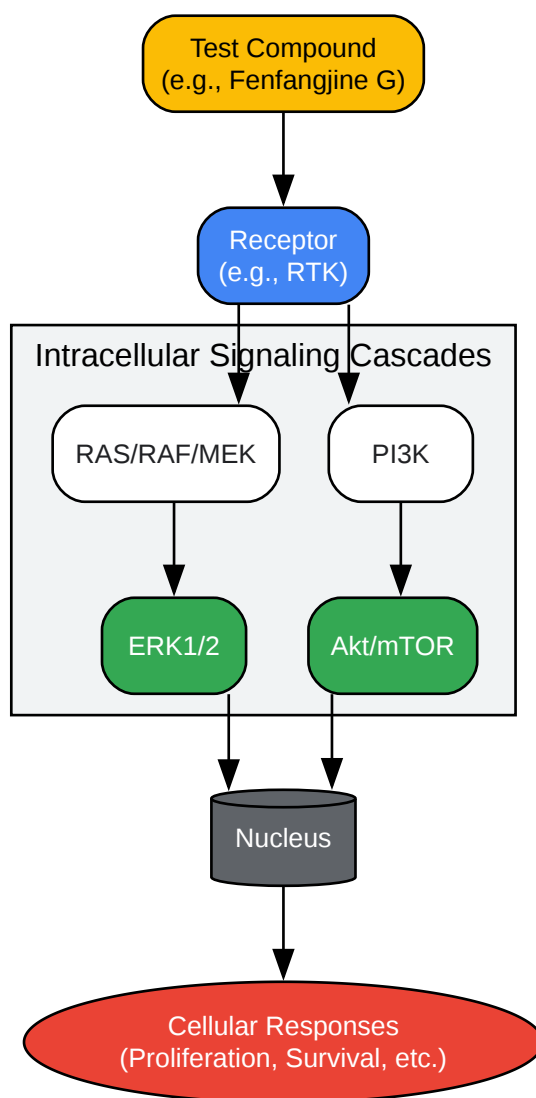 Test Compound
(e.g., Fenfangjine G)
Receptor
(e.g., RTK)
Intracellular Signaling Cascades
RAS/RAF/MEK
PI3K
ERK1/2
Akt/mTOR
Nucleus
Cellular Responses
(Proliferation, Survival, etc.)